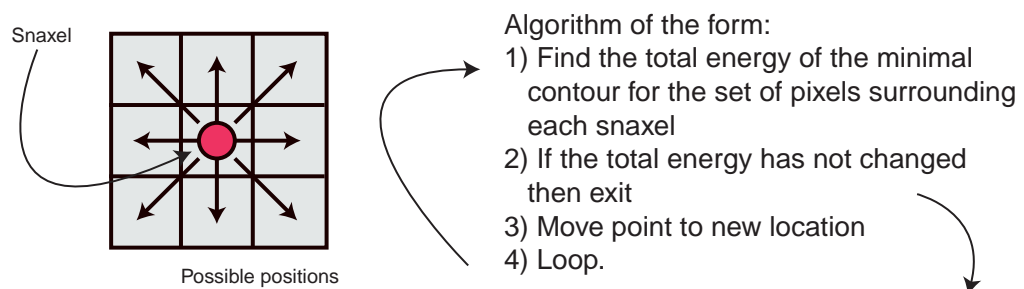 Snaxel
Possible positions
Algorithm of the form:
1) Find the total energy of the minimal
contour for the set of pixels surrounding
each snaxel
2) If the total energy has not changed
then exit
3) Move point to new location
4) Loop.